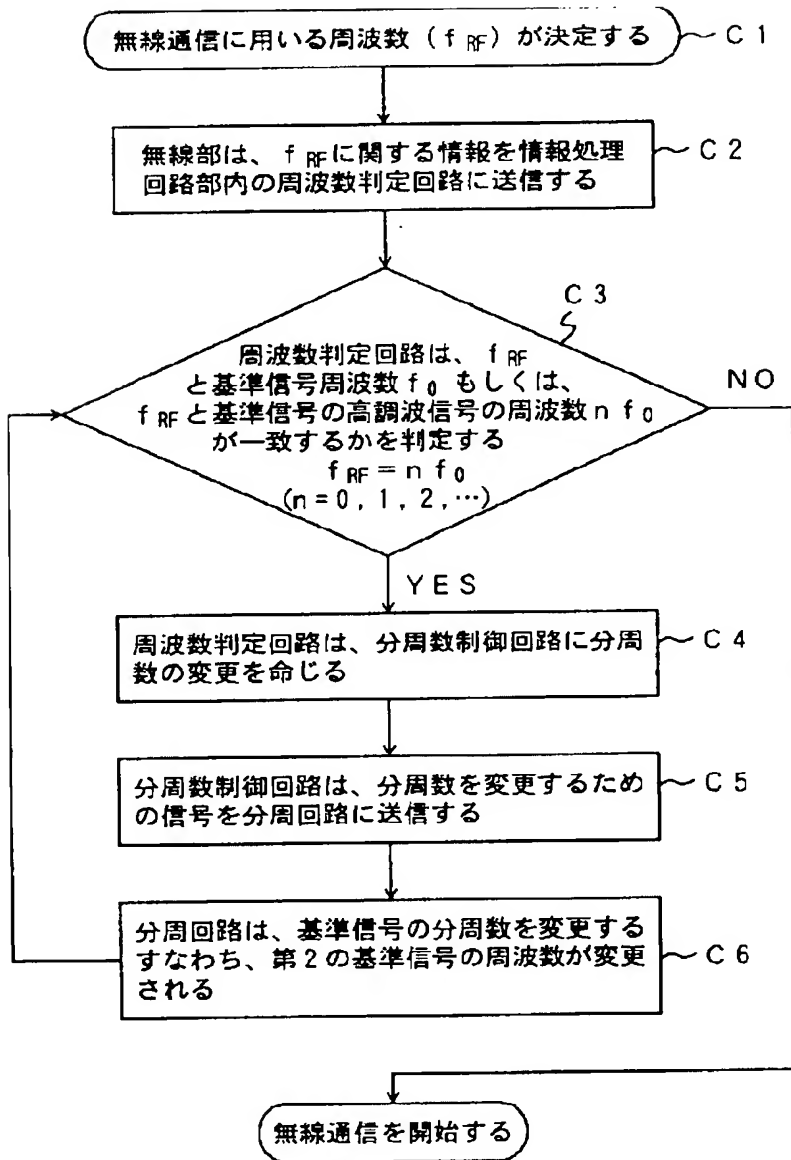 無線通信に用いる周波数（f RF）が決定する
C1
無線部は、f RFに関する情報を情報処理
回路部内の周波数判定回路に送信する
C2
C3
周波数判定回路は、f RF
と基準信号周波数f 0 もしくは、
f RFと基準信号の高調波信号の周波数n f 0
が一致するかを判定する
f RF＝n f 0
(n＝0，1，2，…)
NO
YES
周波数判定回路は、分周数制御回路に分周
数の変更を命じる
C4
分周数制御回路は、分周数を変更するため
の信号を分周回路に送信する
C5
分周回路は、基準信号の分周数を変更する
すなわち、第2の基準信号の周波数が変更
される
C6
無線通信を開始する